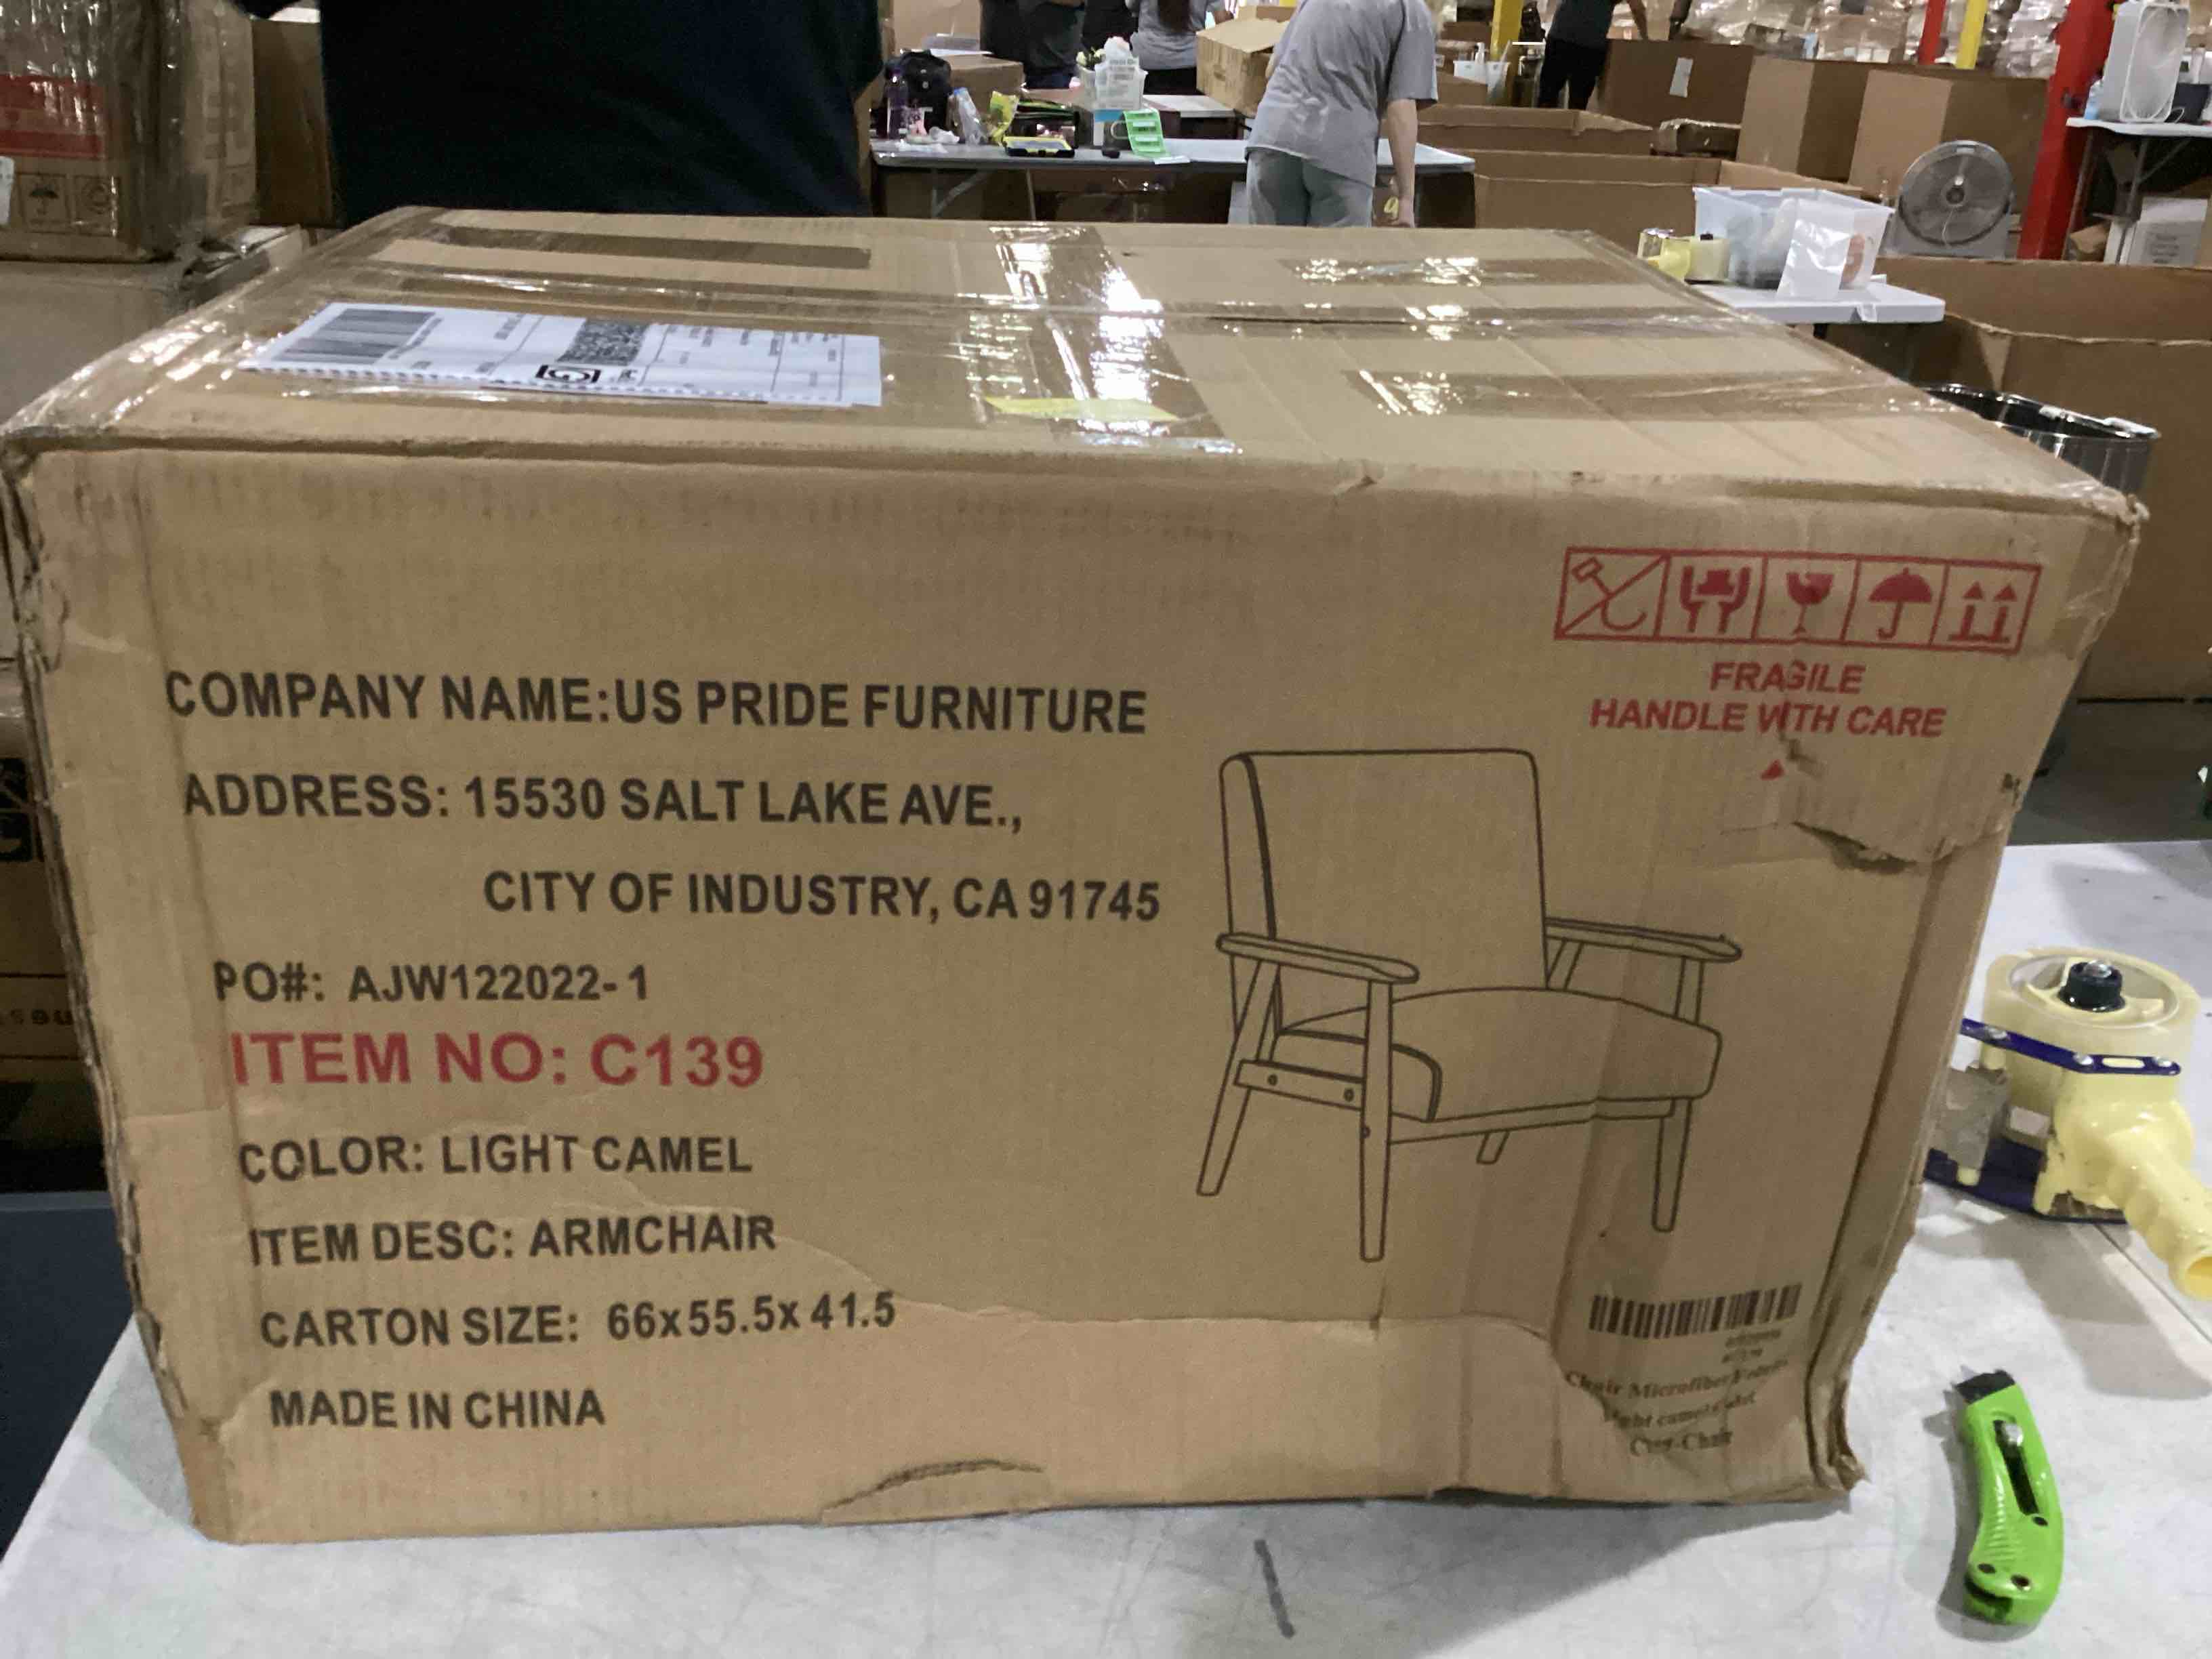 FRAGILE
HANDLE WITH CARE
COMPANY NAME:US PRIDE FURNITURE
ADDRESS: 15530 SALT LAKE AVE.,
CITY OF INDUSTRY, CA 91745
PO#: AJW122022-1
ITEM NO: C139
COLOR: LIGHT CAMEL
ITEM DESC: ARMCHAIR
CARTON SIZE: 66x55.5x41.5
MADE IN CHINA
Chair Microfiber